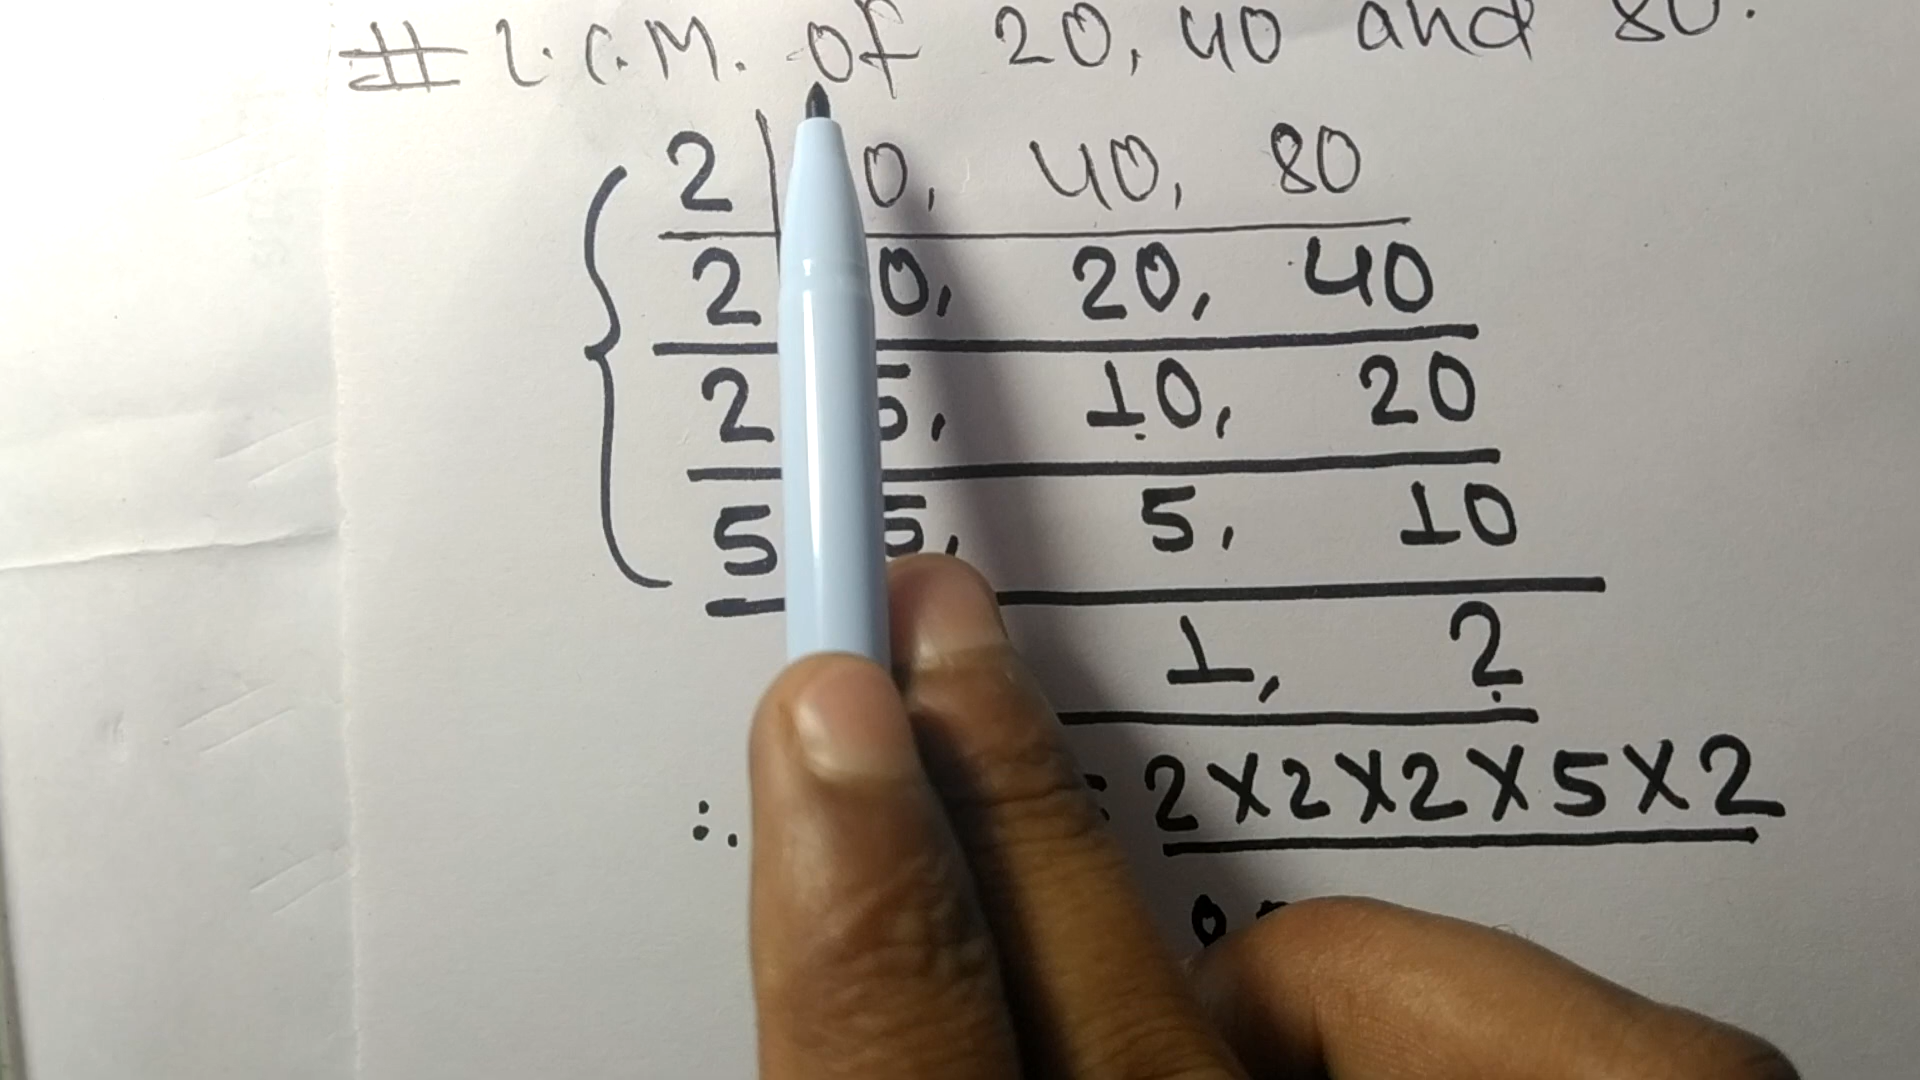 # L.C.M. of 20, 40 and 80.
2 0, 40, 80
2 0, 20, 40
2 5, 10, 20
5 5, 5, 10
1, 2
∴ = 2×2×2×5×2